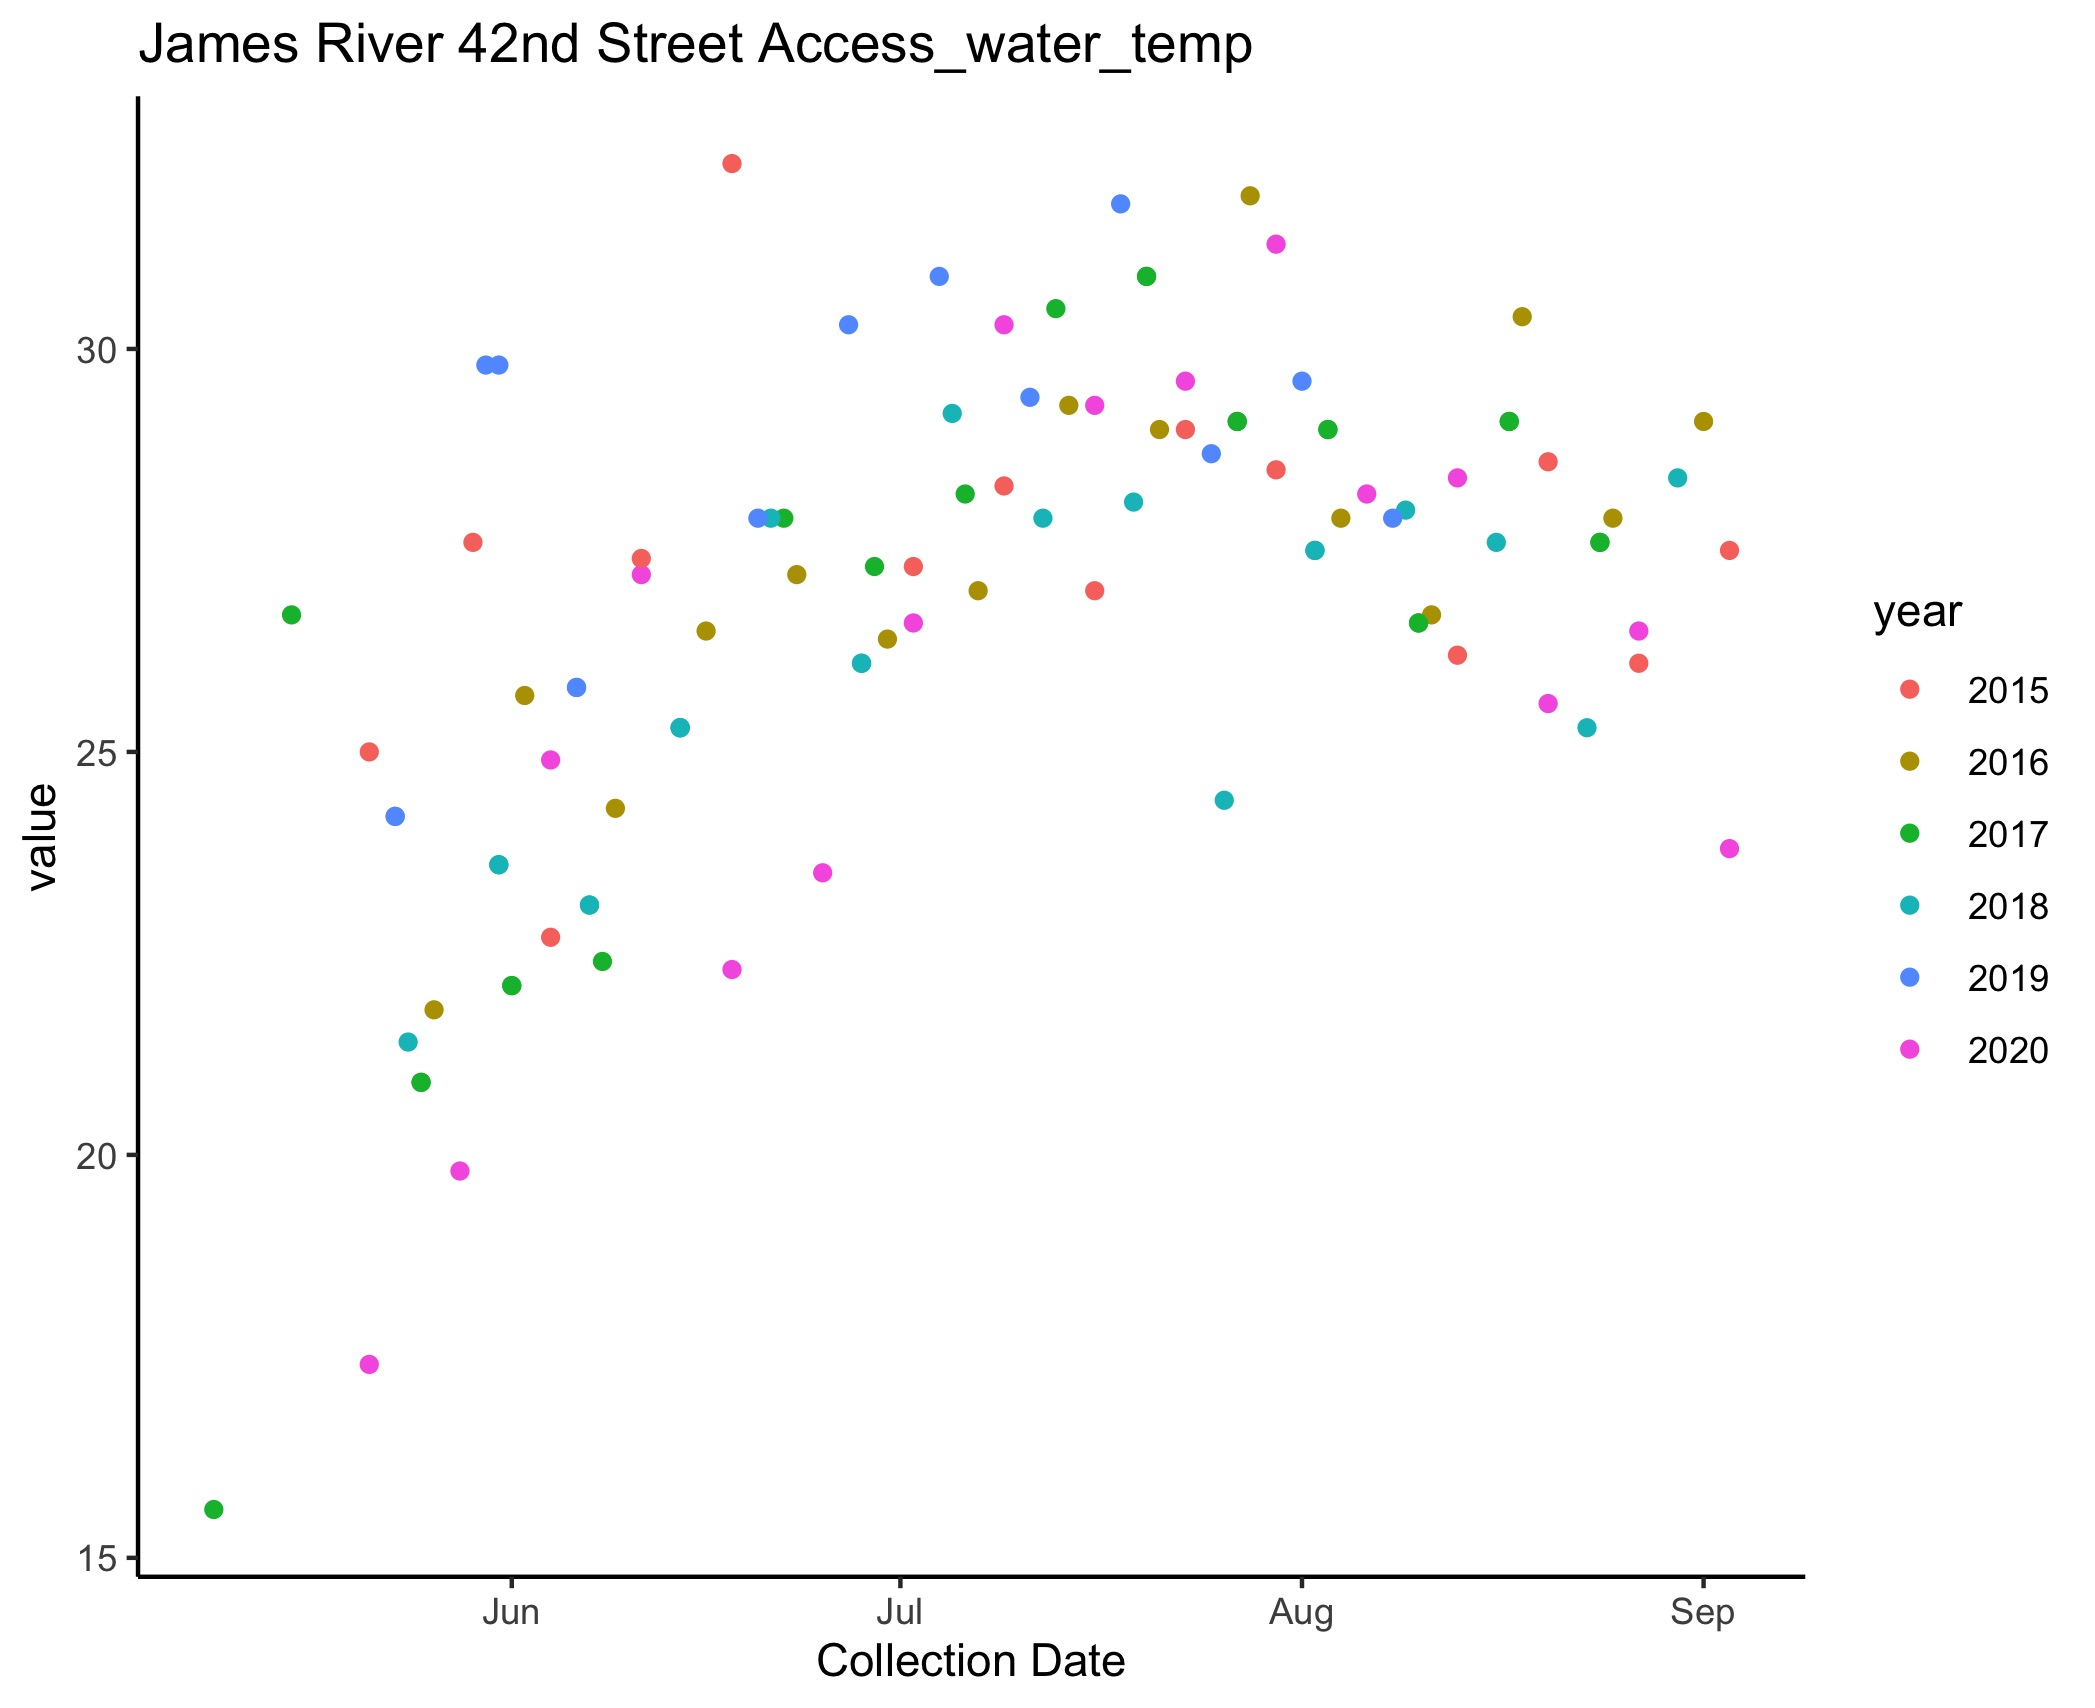 James River 42nd Street Access_water_temp
30
25
20
15
value
Jun
Jul
Aug
Sep
Collection Date
year
2015
2016
2017
2018
2019
2020